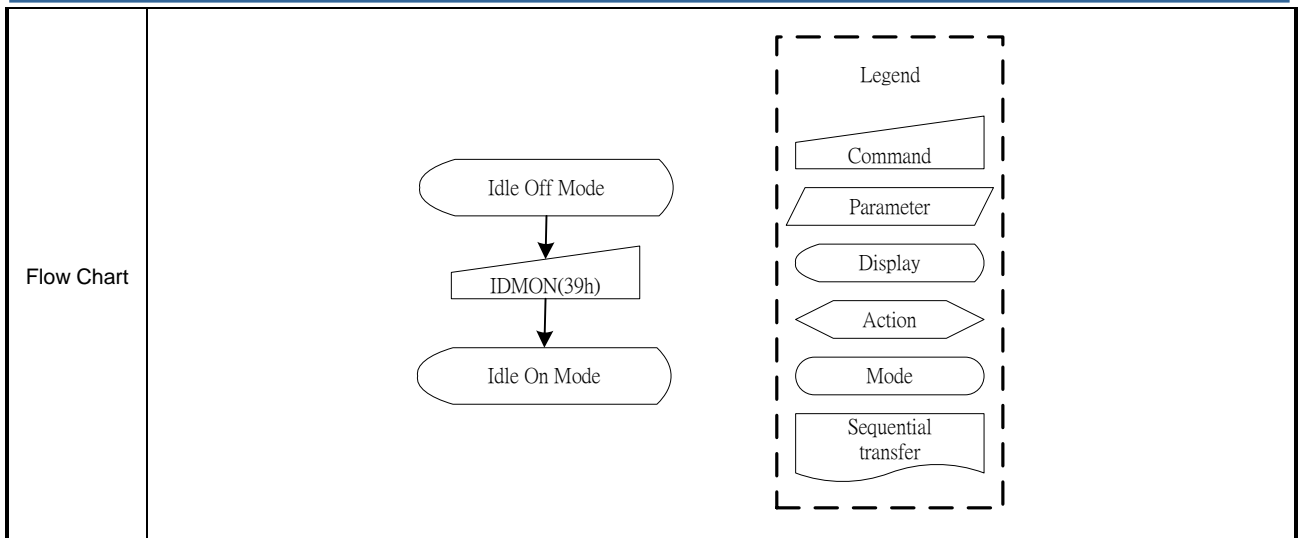 Flow Chart
Idle Off Mode
IDMON(39h)
Idle On Mode
Legend
Command
Parameter
Display
Action
Mode
Sequential
transfer